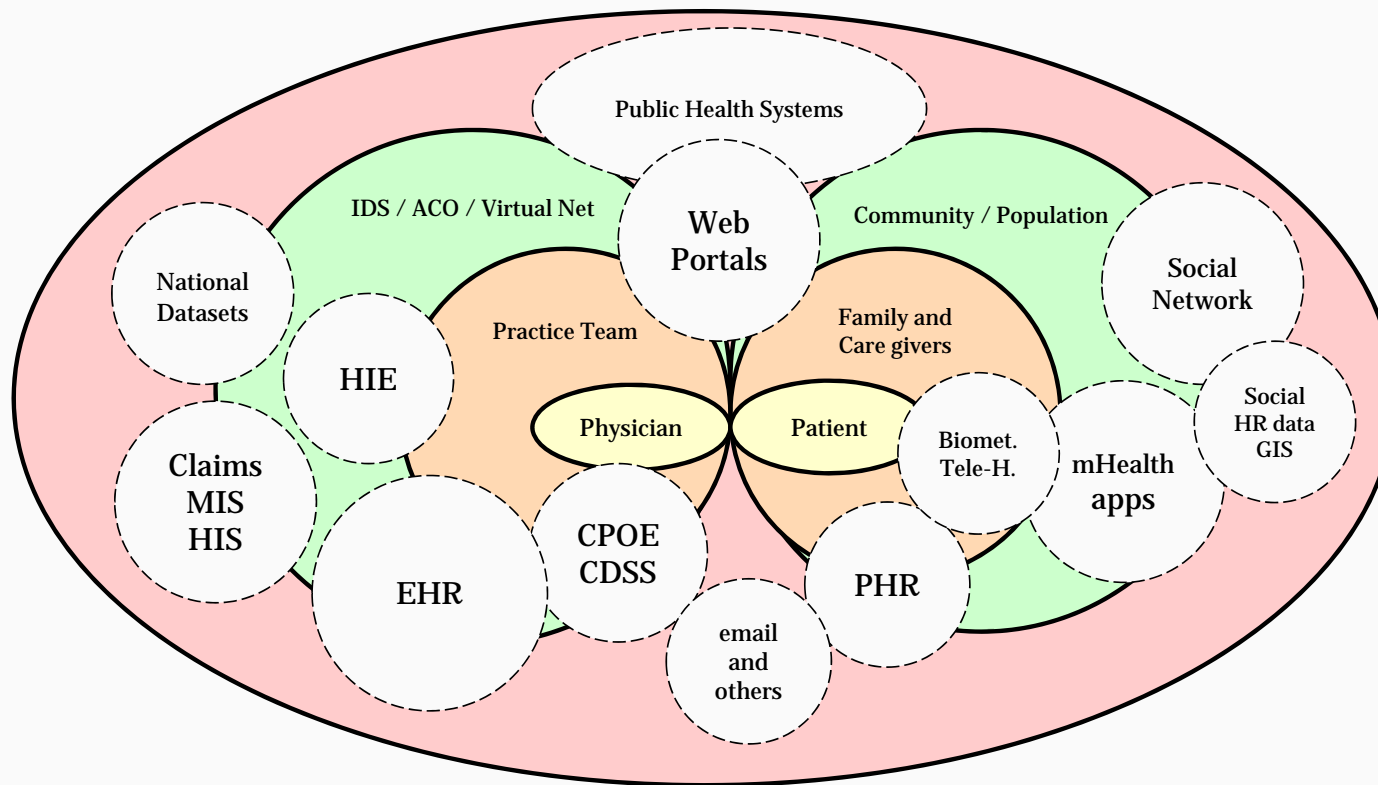 Public Health Systems
IDS / ACO / Virtual Net
Web
Portals
Community / Population
National
Datasets
Social
Network
Practice Team
Family and
Care givers
HIE
Physician
Patient
Biomet.
Tele-H.
Social
HR data
GIS
Claims
MIS
HIS
mHealth
apps
CPOE
CDSS
EHR
PHR
email
and
others